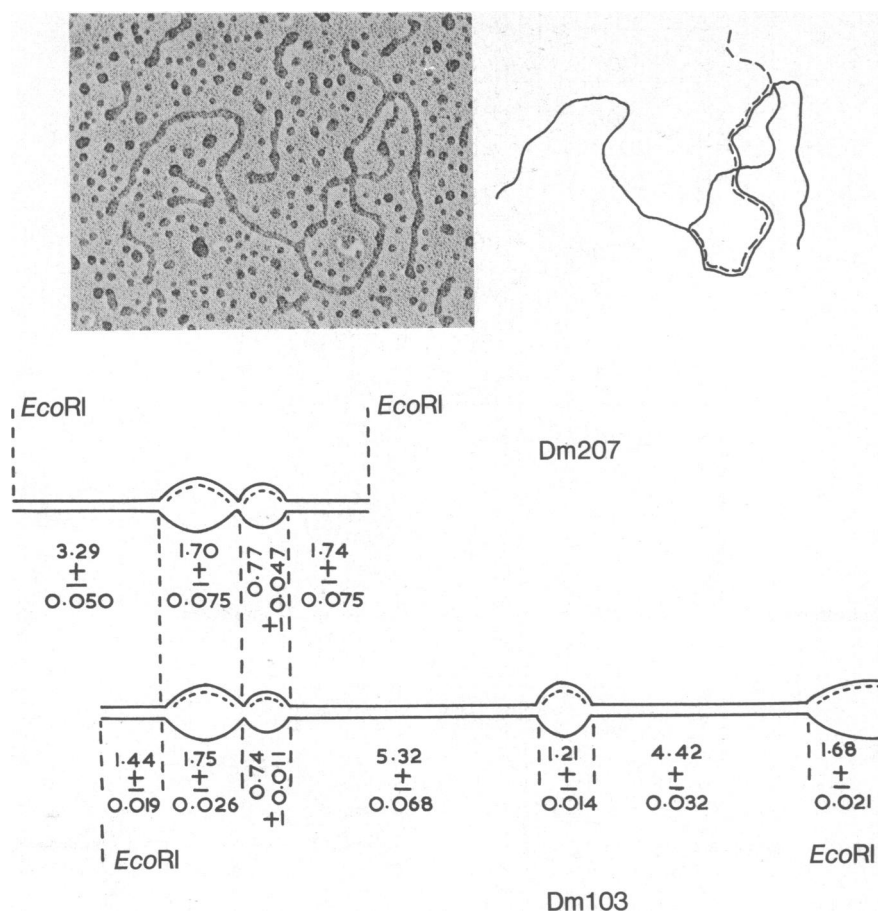 EcoRI EcoRI
Dm207
3.29 1.70 0.77 1.74
± ± ±0.047 ±
0.050 0.075 0.075
1.44 1.75 0.74 5.32 1.21 4.42 1.68
± ± ±0.011 ± ± ± ±
0.019 0.026 0.068 0.014 0.032 0.021
EcoRI EcoRI
Dm103